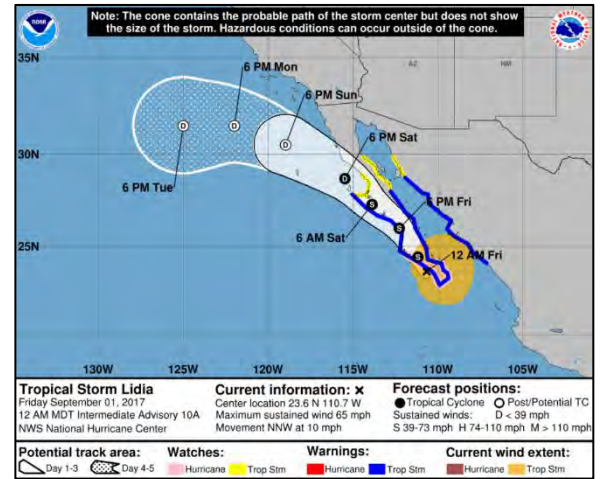 Note: The cone contains the probable path of the storm center but does not show
the size of the storm. Hazardous conditions can occur outside of the cone.
NOAA
35N
AZ
NM
6 PM Mon
6 PM Sun
6 PM Sat
30N
6 PM Tue
6 PM Fri
6 AM Sat
25N
12 AM Fri
D
D
D
D
S
S
S
130W
125W
120W
115W
110W
105W
Tropical Storm Lidia
Friday September 01, 2017
12 AM MDT Intermediate Advisory 10A
NWS National Hurricane Center
Current information: x
Center location 23.6 N 110.7 W
Maximum sustained wind 65 mph
Movement NNW at 10 mph
Forecast positions:
● Tropical Cyclone ○ Post/Potential TC
Sustained winds: D < 39 mph
S 39-73 mph H 74-110 mph M > 110 mph
Potential track area:
Day 1-3 Day 4-5
Watches:
Hurricane Trop Stm
Warnings:
Hurricane Trop Stm
Current wind extent:
Hurricane Trop Stm